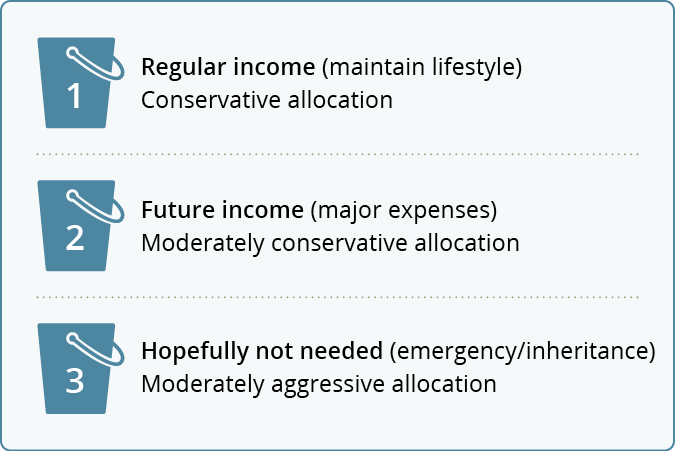 1
Regular income (maintain lifestyle)
Conservative allocation
2
Future income (major expenses)
Moderately conservative allocation
3
Hopefully not needed (emergency/inheritance)
Moderately aggressive allocation